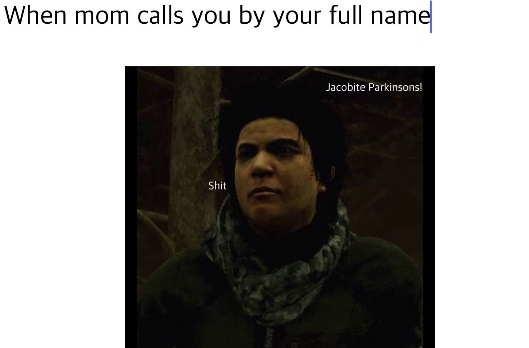 When mom calls you by your full name
Jacobite Parkinsons!
Shit